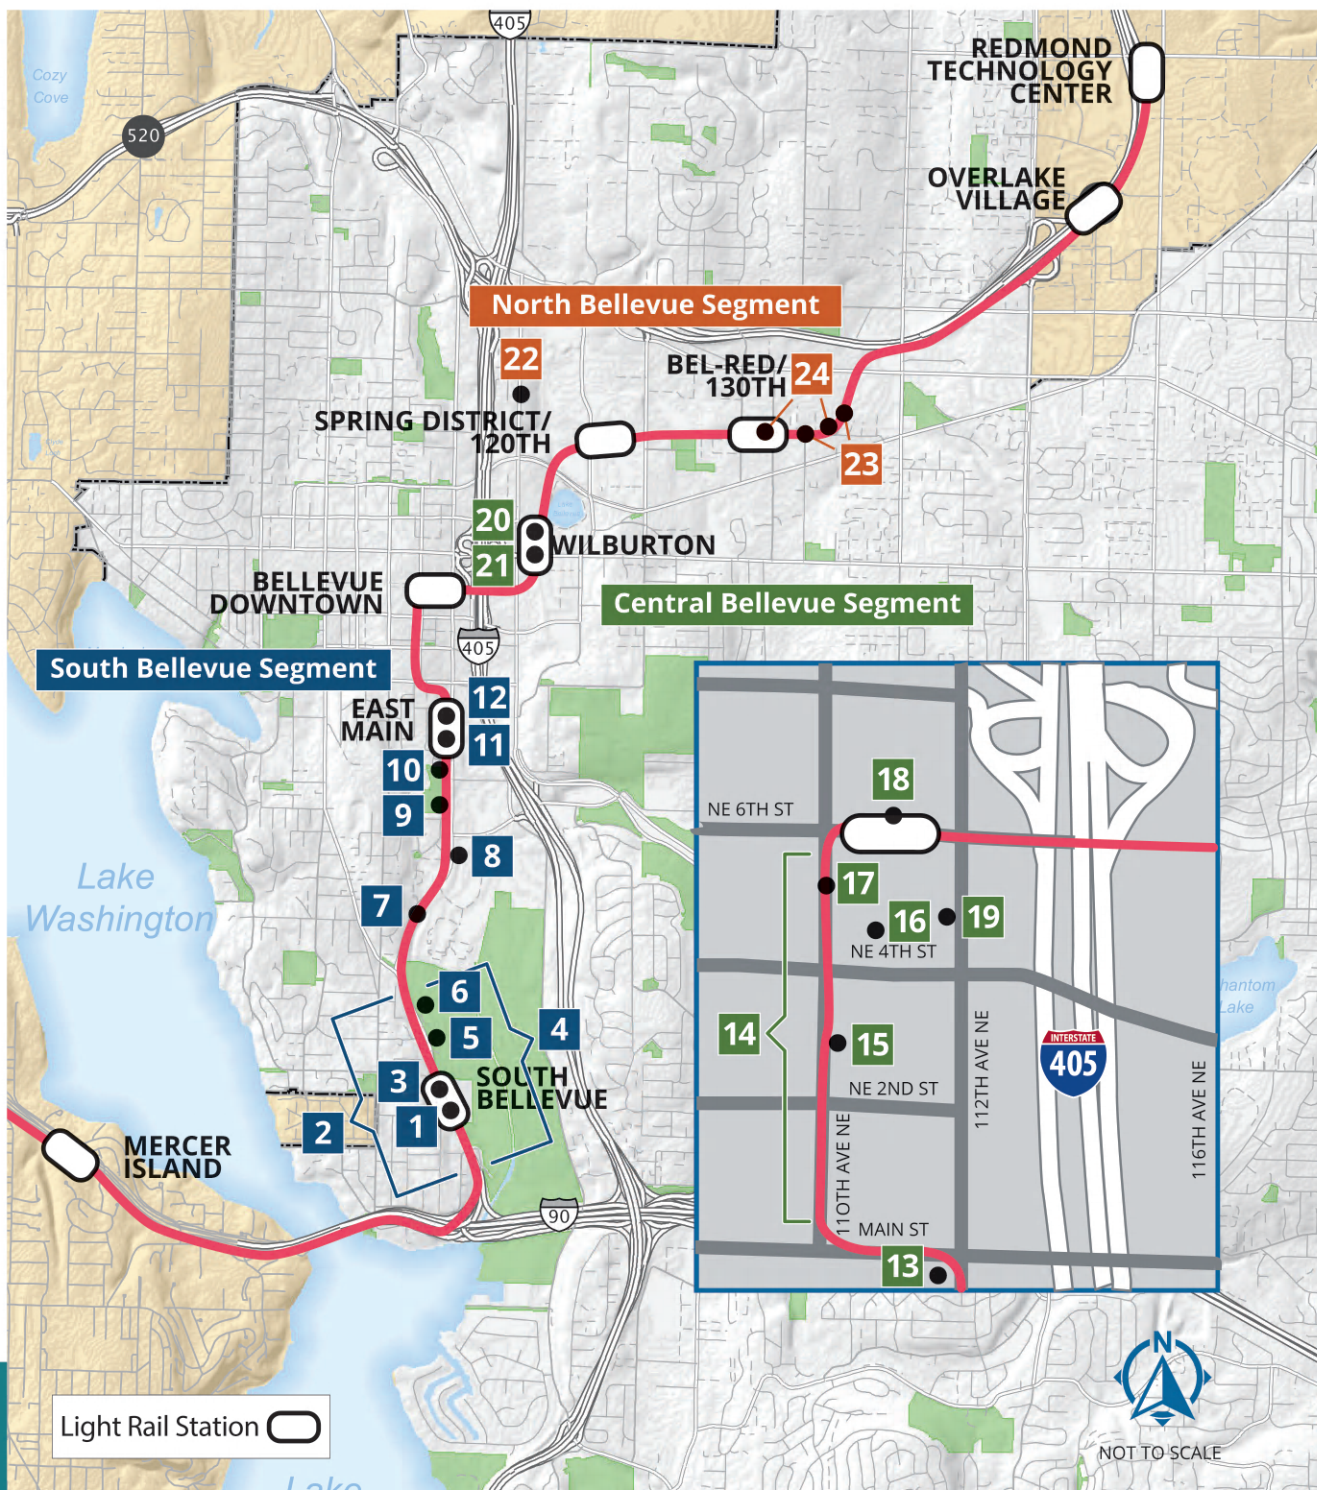 405
Cozy
Cove
520
REDMOND
TECHNOLOGY
CENTER
OVERLAKE
VILLAGE
North Bellevue Segment
22
BEL-RED/
130TH
24
SPRING DISTRICT/
120TH
23
20
WILBURTON
21
BELLEVUE
DOWNTOWN
Central Bellevue Segment
405
South Bellevue Segment
12
EAST
MAIN
11
10
9
8
7
Lake
Washington
6
5
4
3
SOUTH
BELLEVUE
1
2
MERCER
ISLAND
90
18
NE 6TH ST
17
16
19
NE 4TH ST
hantom
Lake
14
15
INTERSTATE
405
NE 2ND ST
112TH AVE NE
116TH AVE NE
110TH AVE NE
MAIN ST
13
N
NOT TO SCALE
Light Rail Station
Lake